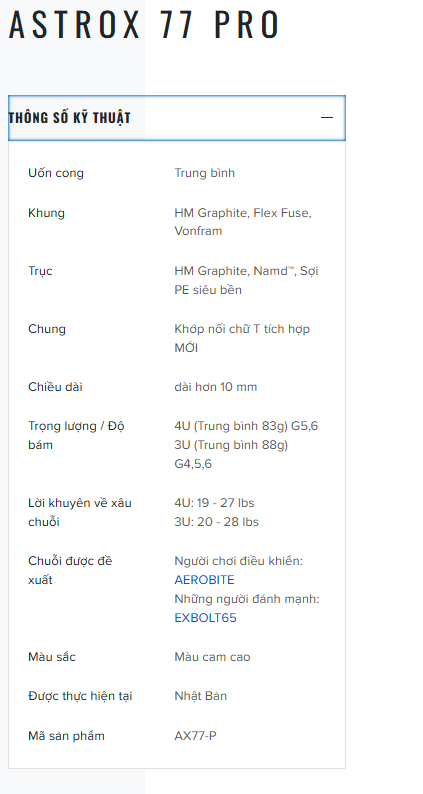 ASTROX 77 PRO
THÔNG SỐ KỸ THUẬT
Uốn cong
Trung bình
Khung
HM Graphite, Flex Fuse,
Vonfram
Trục
HM Graphite, Namd™, Sợi
PE siêu bền
Chung
Khớp nối chữ T tích hợp
MỚI
Chiều dài
dài hơn 10 mm
Trọng lượng / Độ
bám
4U (Trung bình 83g) G5,6
3U (Trung bình 88g)
G4,5,6
Lời khuyên về xâu
chuỗi
4U: 19 - 27 lbs
3U: 20 - 28 lbs
Chuỗi được đề
xuất
Người chơi điều khiển:
AEROBITE
Những người đánh mạnh:
EXBOLT65
Màu sắc
Màu cam cao
Được thực hiện tại
Nhật Bản
Mã sản phẩm
AX77-P